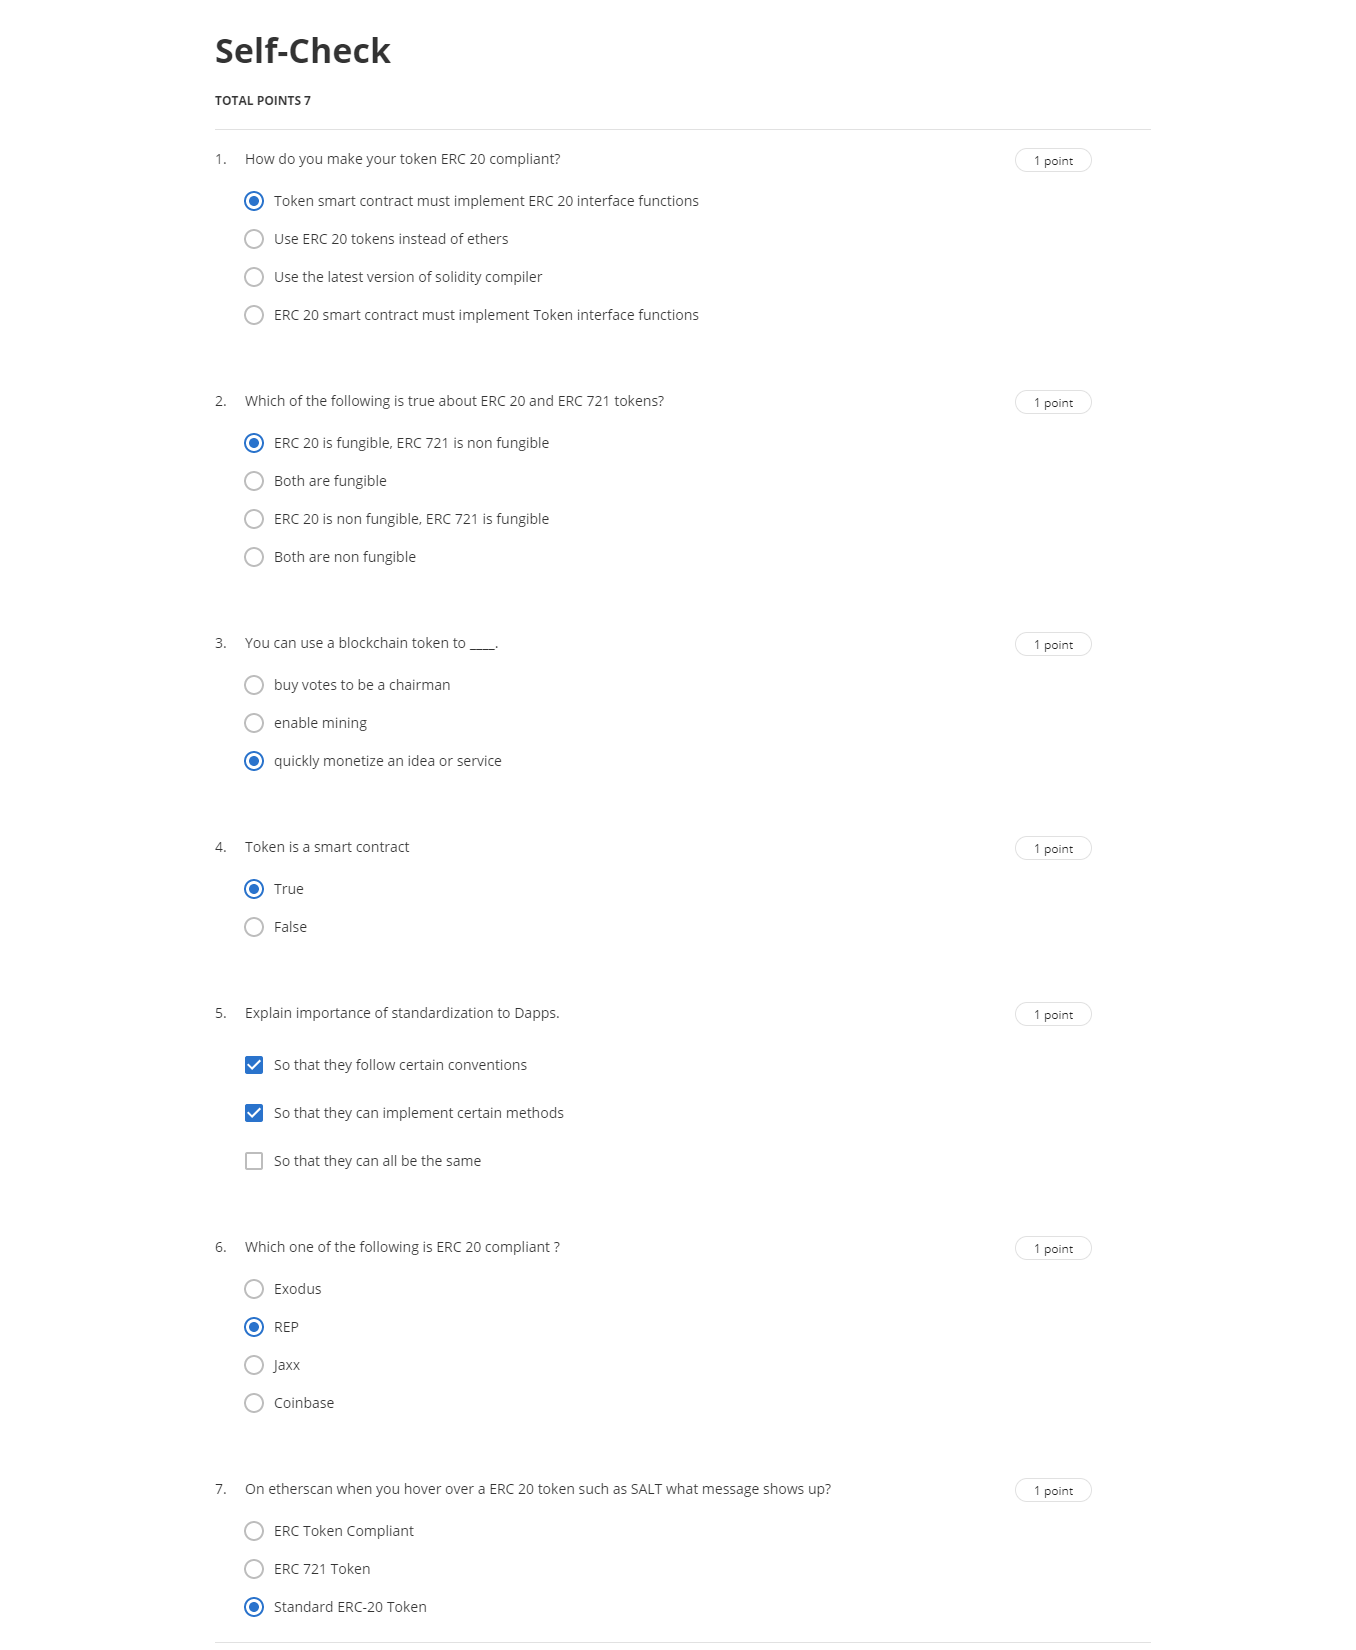 Self-Check
TOTAL POINTS 7
1. How do you make your token ERC 20 compliant?
1 point
Token smart contract must implement ERC 20 interface functions
Use ERC 20 tokens instead of ethers
Use the latest version of solidity compiler
ERC 20 smart contract must implement Token interface functions
2. Which of the following is true about ERC 20 and ERC 721 tokens?
1 point
ERC 20 is fungible, ERC 721 is non fungible
Both are fungible
ERC 20 is non fungible, ERC 721 is fungible
Both are non fungible
3. You can use a blockchain token to ____.
1 point
buy votes to be a chairman
enable mining
quickly monetize an idea or service
4. Token is a smart contract
1 point
True
False
5. Explain importance of standardization to Dapps.
1 point
So that they follow certain conventions
So that they can implement certain methods
So that they can all be the same
6. Which one of the following is ERC 20 compliant ?
1 point
Exodus
REP
Jaxx
Coinbase
7. On etherscan when you hover over a ERC 20 token such as SALT what message shows up?
1 point
ERC Token Compliant
ERC 721 Token
Standard ERC-20 Token